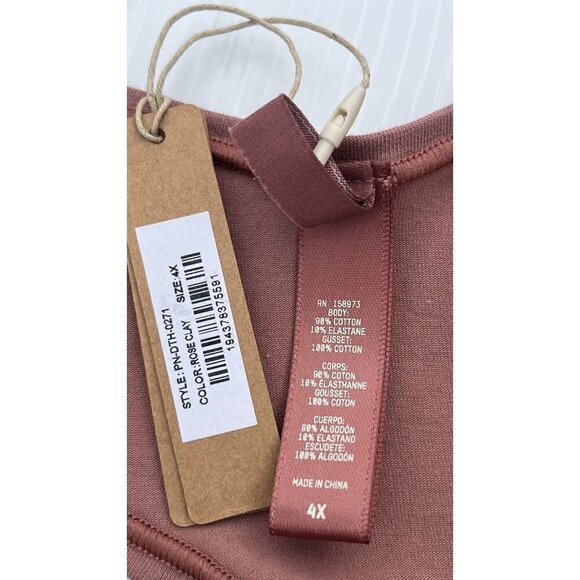 STYLE: PN-DTH-0271
COLOR: ROSE CLAY SIZE:4X
194378375591
RN. 158973
BODY:
90% COTTON
10% ELASTANE
GUSSET:
100% COTTON
CORPS:
90% COTON
10% ÉLASTHANNE
GOUSSET:
100% COTON
CUERPO:
90% ALGODÓN
10% ELASTANO
ESCUDETE:
100% ALGODÓN
MADE IN CHINA
4X